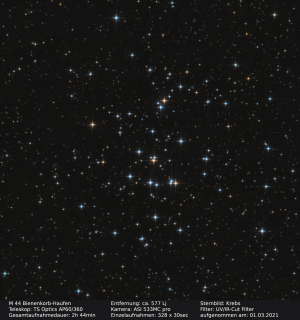 M 44 Bienenkorb-Haufen
Teleskop: TS Optics AP60/360
Gesamtaufnahmedauer: 2h 44min
Entfernung: ca. 577 Lj
Kamera: ASI 533MC pro
Einzelaufnahmen: 328 x 30sec
Sternbild: Krebs
Filter: UV/IR-Cut Filter
aufgenommen am: 01.03.2021